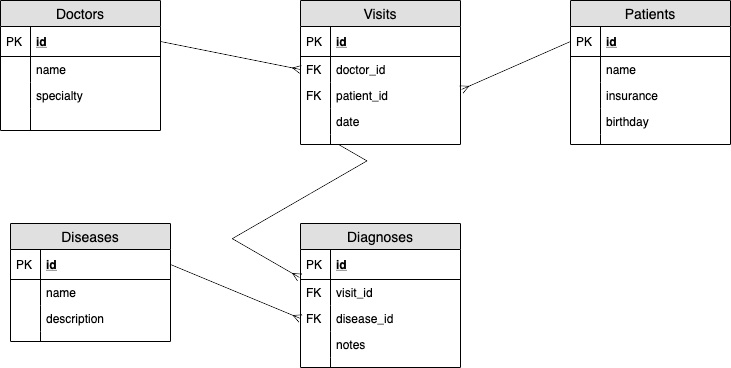 Doctors
PK id
name
specialty
Visits
PK id
FK doctor_id
FK patient_id
date
Patients
PK id
name
insurance
birthday
Diseases
PK id
name
description
Diagnoses
PK id
FK visit_id
FK disease_id
notes